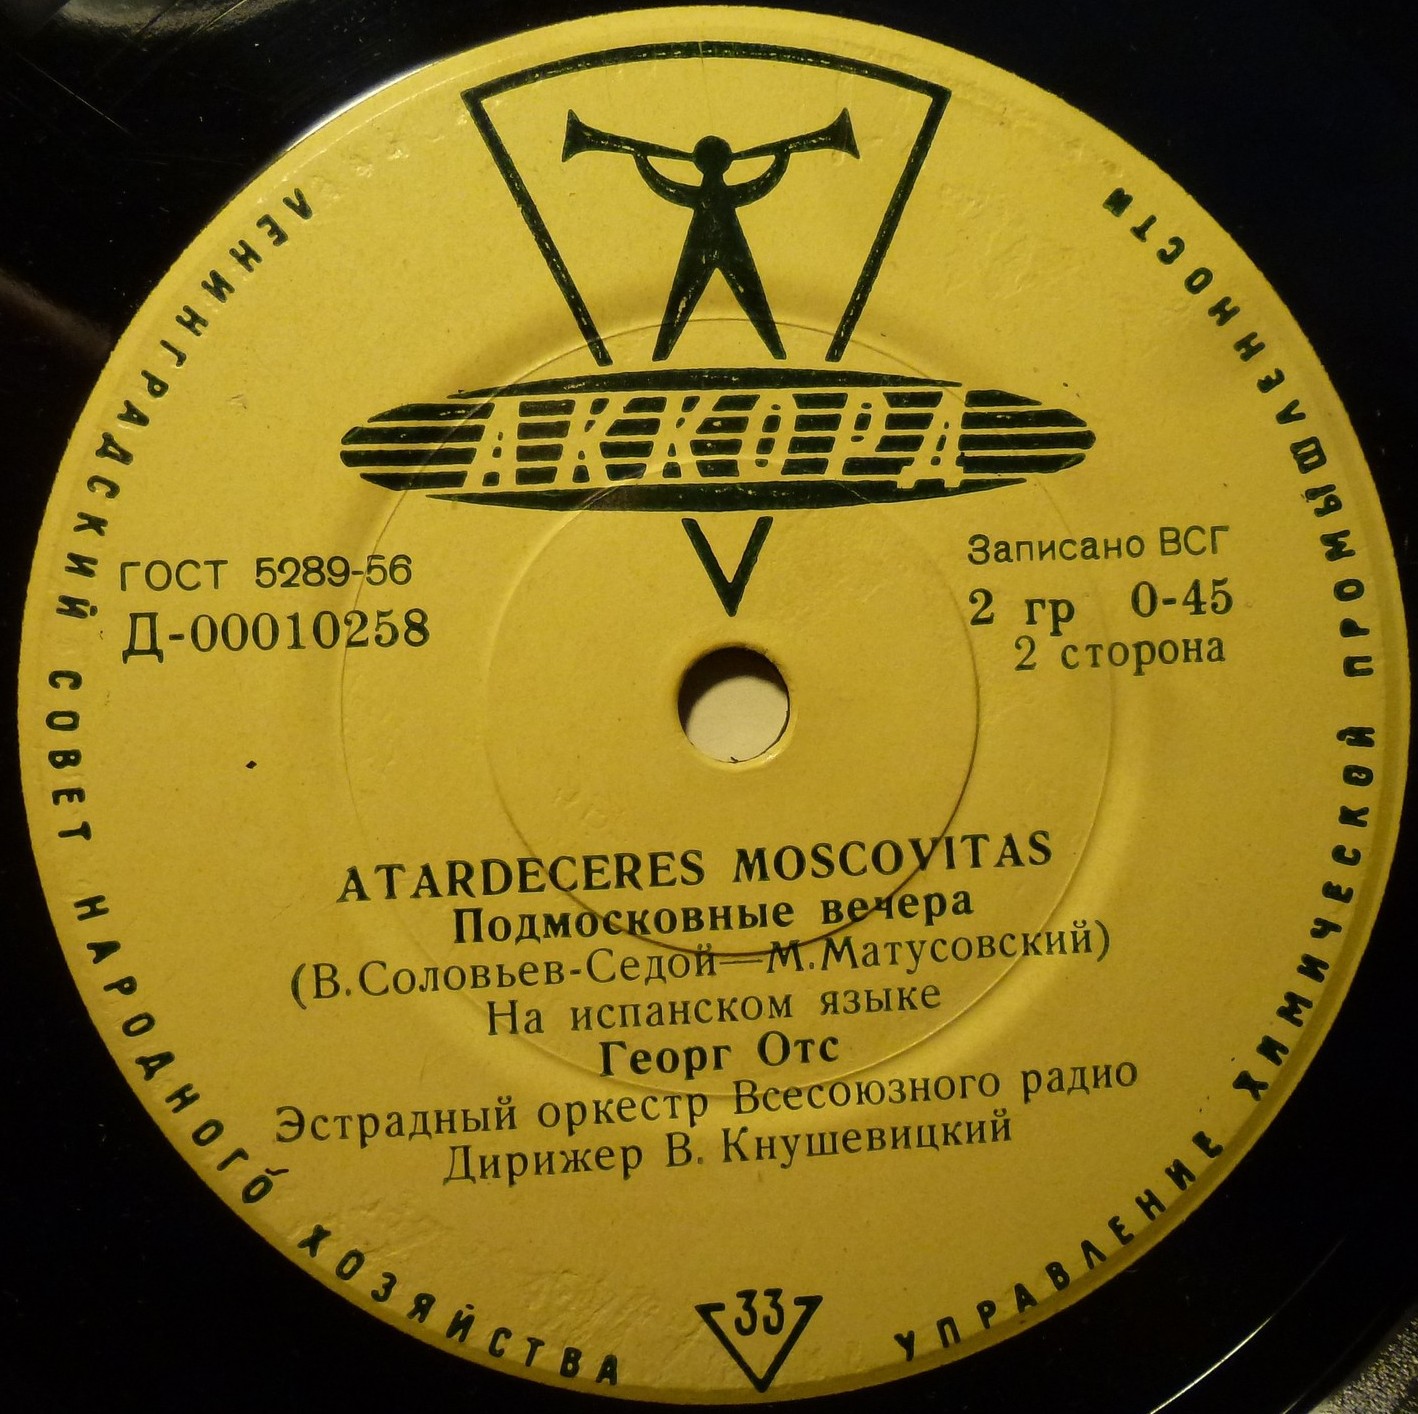 ЛЕНИНГРАДСКИЙ СОВЕТ НАРОДНОГО ХОЗЯЙСТВА
УПРАВЛЕНИЕ ХИМИЧЕСКОЙ ПРОМЫШЛЕННОСТИ
АККОРД
ГОСТ 5289-56
Д-00010258
Записано ВСГ
2 гр 0-45
2 сторона
ATARDECERES MOSCOVITAS
Подмосковные вечера
(В.Соловьев-Седой—М.Матусовский)
На испанском языке
Георг Отс
Эстрадный оркестр Всесоюзного радио
Дирижер В. Кнушевицкий
33